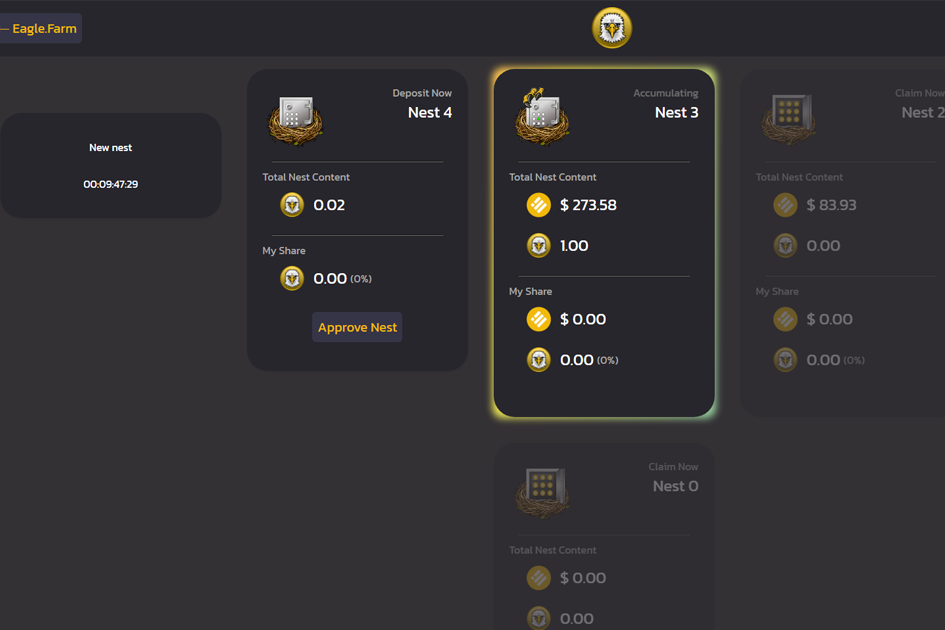 — Eagle.Farm
New nest
00:09:47:29
Deposit Now
Nest 4
Total Nest Content
0.02
My Share
0.00 (0%)
Approve Nest
Accumulating
Nest 3
Total Nest Content
$ 273.58
1.00
My Share
$ 0.00
0.00 (0%)
Claim Now
Nest 2
Total Nest Content
$ 83.93
0.00
My Share
$ 0.00
0.00 (0%)
Claim Now
Nest 0
Total Nest Content
$ 0.00
0.00